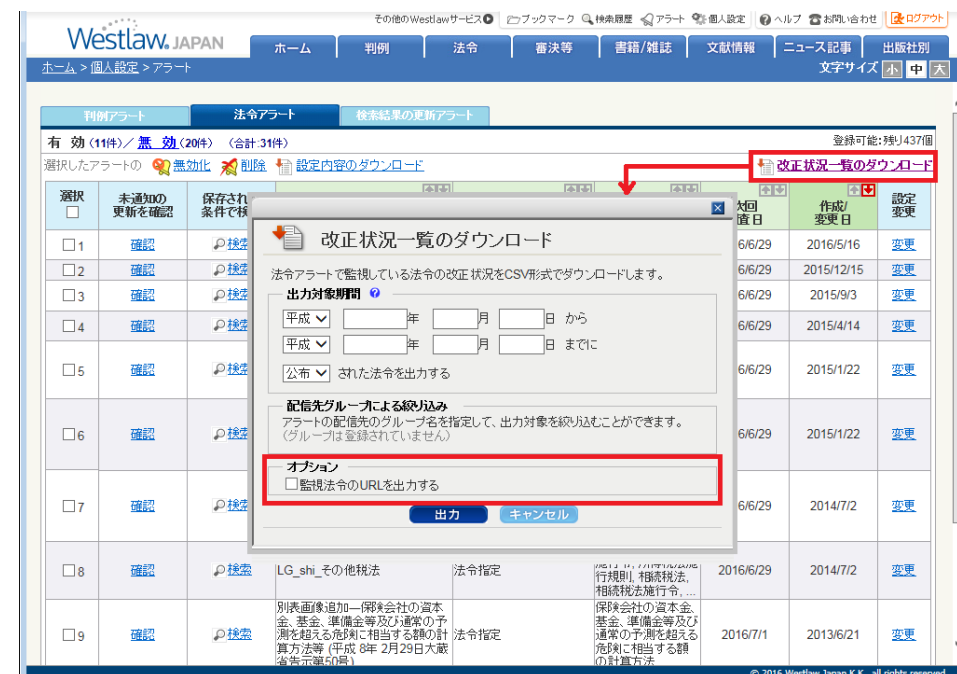 その他のWestlawサービス ブックマーク 検索履歴 アラート 個人設定 ヘルプ お問い合わせ ログアウト
Westlaw. JAPAN
ホーム 判例 法令 審決等 書籍/雑誌 文献情報 ニュース記事 出版社別
ホーム > 個人設定 > アラート
文字サイズ 小 中 大
判例アラート 法令アラート 検索結果の更新アラート
有 効(11件)／無 効(20件) (合計:31件) 登録可能:残り437個
選択したアラートの 無効化 削除 設定内容のダウンロード 改正状況一覧のダウンロード
選択 未通知の更新を確認 保存され 条件で検 次回 査日 作成/変更日 設定変更
改正状況一覧のダウンロード
法令アラートで監視している法令の改正状況をCSV形式でダウンロードします。
出力対象期間
平成 年 月 日 から
平成 年 月 日 までに
公布 された法令を出力する
配信先グループによる絞り込み
アラートの配信先のグループ名を指定して、出力対象を絞り込むことができます。
(グループは登録されていません)
オプション
監視法令のURLを出力する
出力 キャンセル
1 確認 検索 6/6/29 2016/5/16 変更
2 確認 検索 6/6/29 2015/12/15 変更
3 確認 検索 6/6/29 2015/9/3 変更
4 確認 検索 6/6/29 2015/4/14 変更
5 確認 検索 6/6/29 2015/1/22 変更
6 確認 検索 6/6/29 2015/1/22 変更
7 確認 検索 6/6/29 2014/7/2 変更
8 確認 検索 LG_shi_その他税法 法令指定
行規則, 相続税法,
相続税法施行令, ...
2016/6/29 2014/7/2 変更
9 確認 検索
別表画像追加―保険会社の資本
金、基金、準備金等及び通常の予
測を超える危険に相当する額の計
算方法等 (平成 8年 2月29日大蔵
省告示第50号)
法令指定
保険会社の資本金、
基金、準備金等及び
通常の予測を超える
危険に相当する額
の計算方法
2016/7/1 2013/6/21 変更
© 2016 Westlaw Japan K.K. all rights reserved